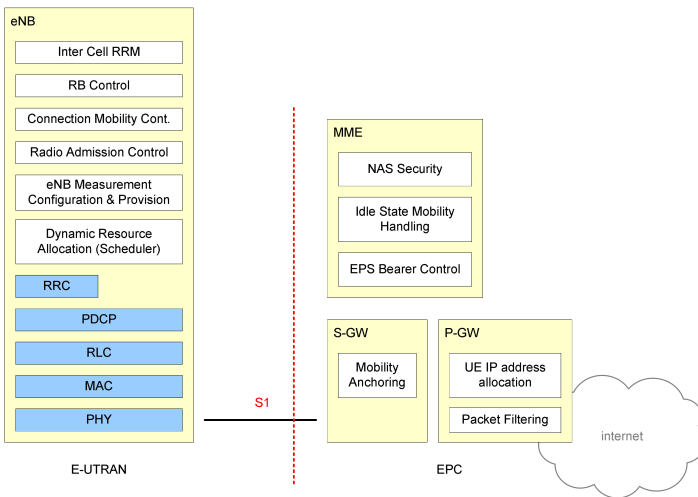 eNB
Inter Cell RRM
RB Control
Connection Mobility Cont.
Radio Admission Control
eNB Measurement
Configuration & Provision
Dynamic Resource
Allocation (Scheduler)
RRC
PDCP
RLC
MAC
PHY
E-UTRAN
S1
MME
NAS Security
Idle State Mobility
Handling
EPS Bearer Control
S-GW
Mobility
Anchoring
P-GW
UE IP address
allocation
Packet Filtering
internet
EPC